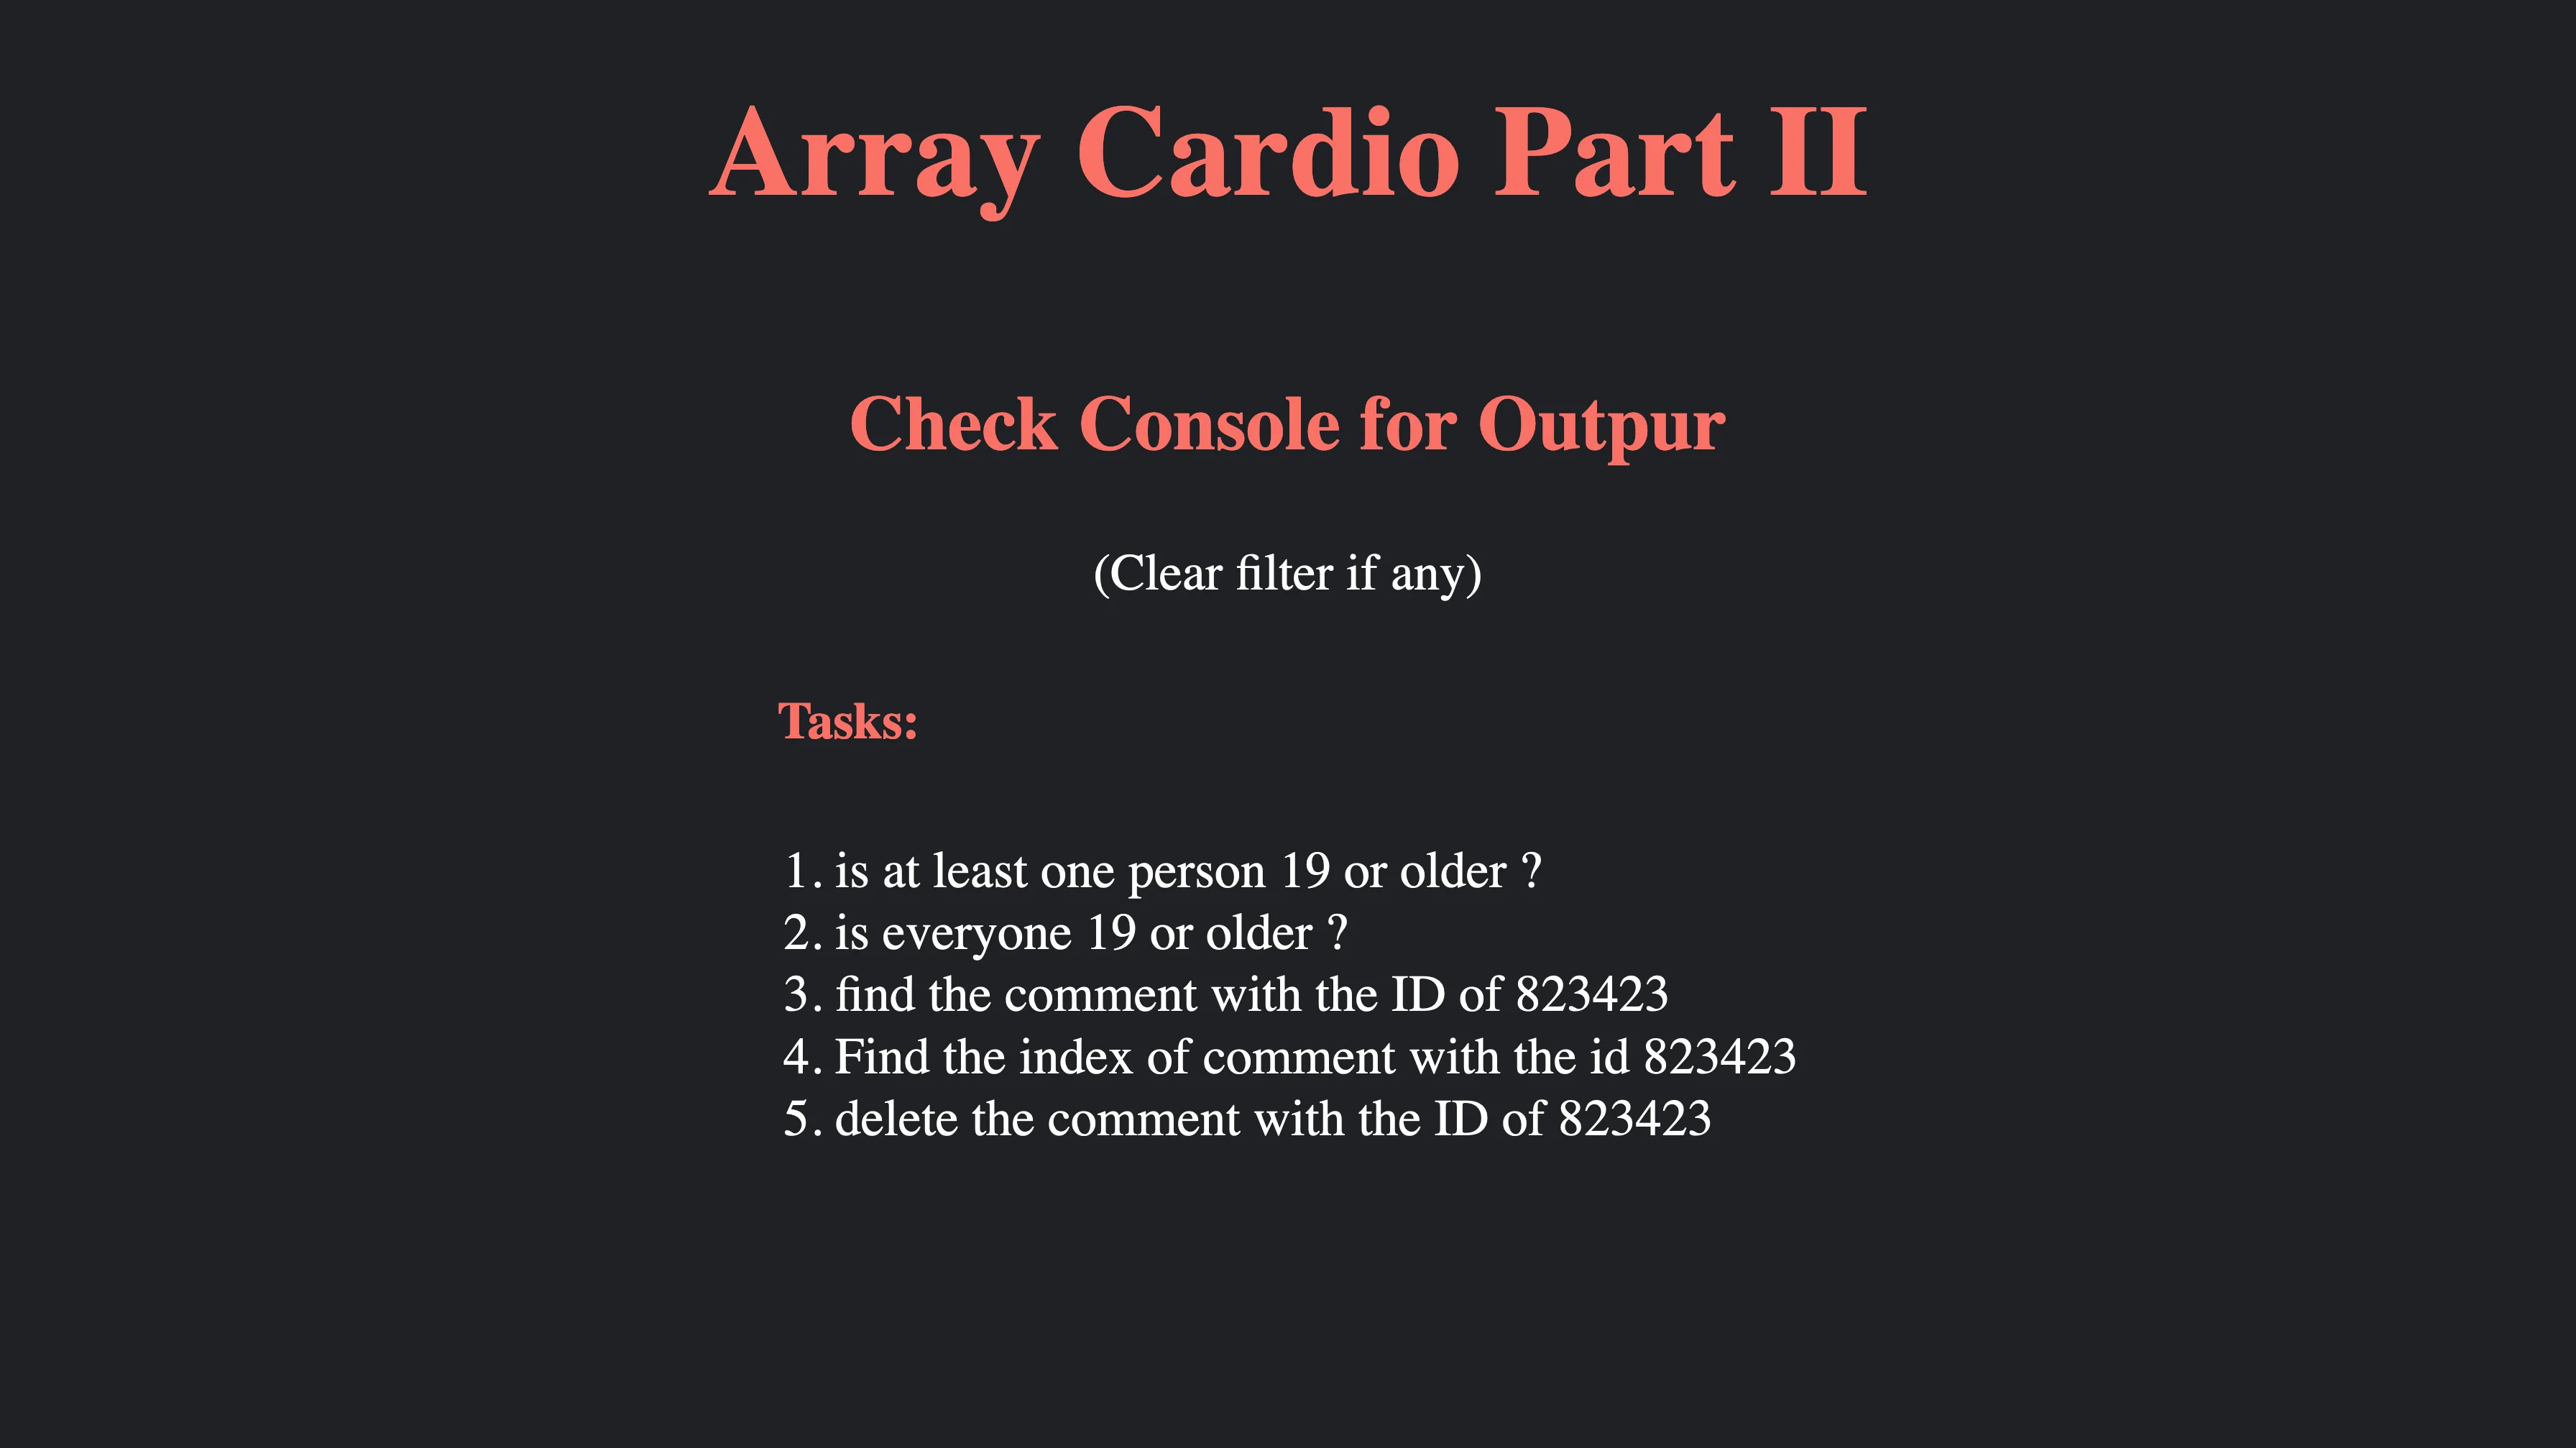 Array Cardio Part II
Check Console for Outpur
(Clear filter if any)
Tasks:
1. is at least one person 19 or older ?
2. is everyone 19 or older ?
3. find the comment with the ID of 823423
4. Find the index of comment with the id 823423
5. delete the comment with the ID of 823423